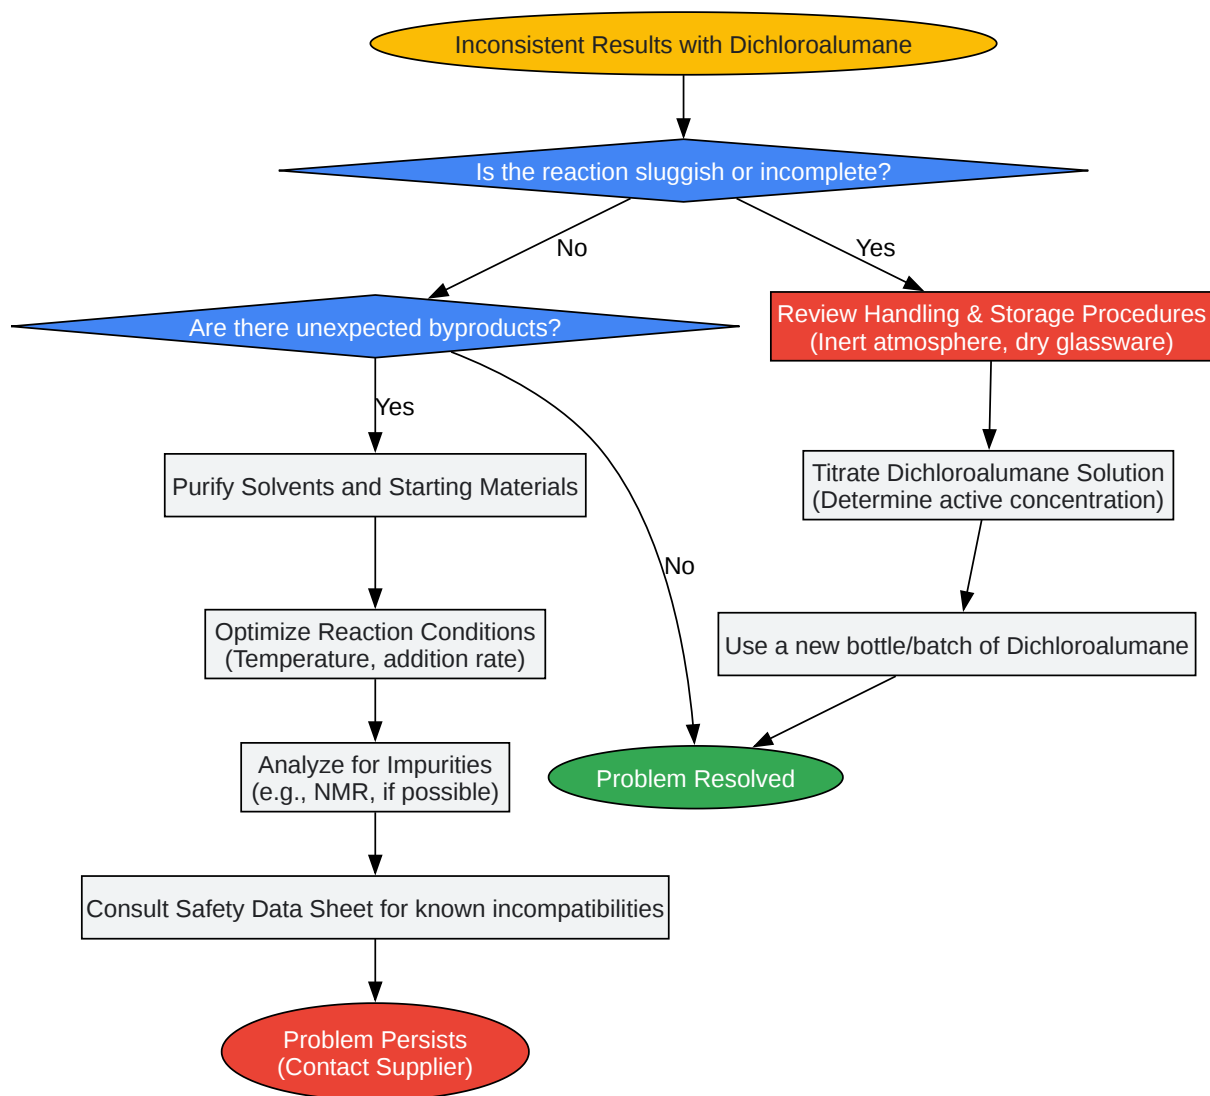 Inconsistent Results with Dichloroalumane
Is the reaction sluggish or incomplete?
No
Yes
Are there unexpected byproducts?
Review Handling & Storage Procedures
(Inert atmosphere, dry glassware)
Yes
Purify Solvents and Starting Materials
Titrate Dichloroalumane Solution
(Determine active concentration)
No
Optimize Reaction Conditions
(Temperature, addition rate)
Use a new bottle/batch of Dichloroalumane
Analyze for Impurities
(e.g., NMR, if possible)
Problem Resolved
Consult Safety Data Sheet for known incompatibilities
Problem Persists
(Contact Supplier)